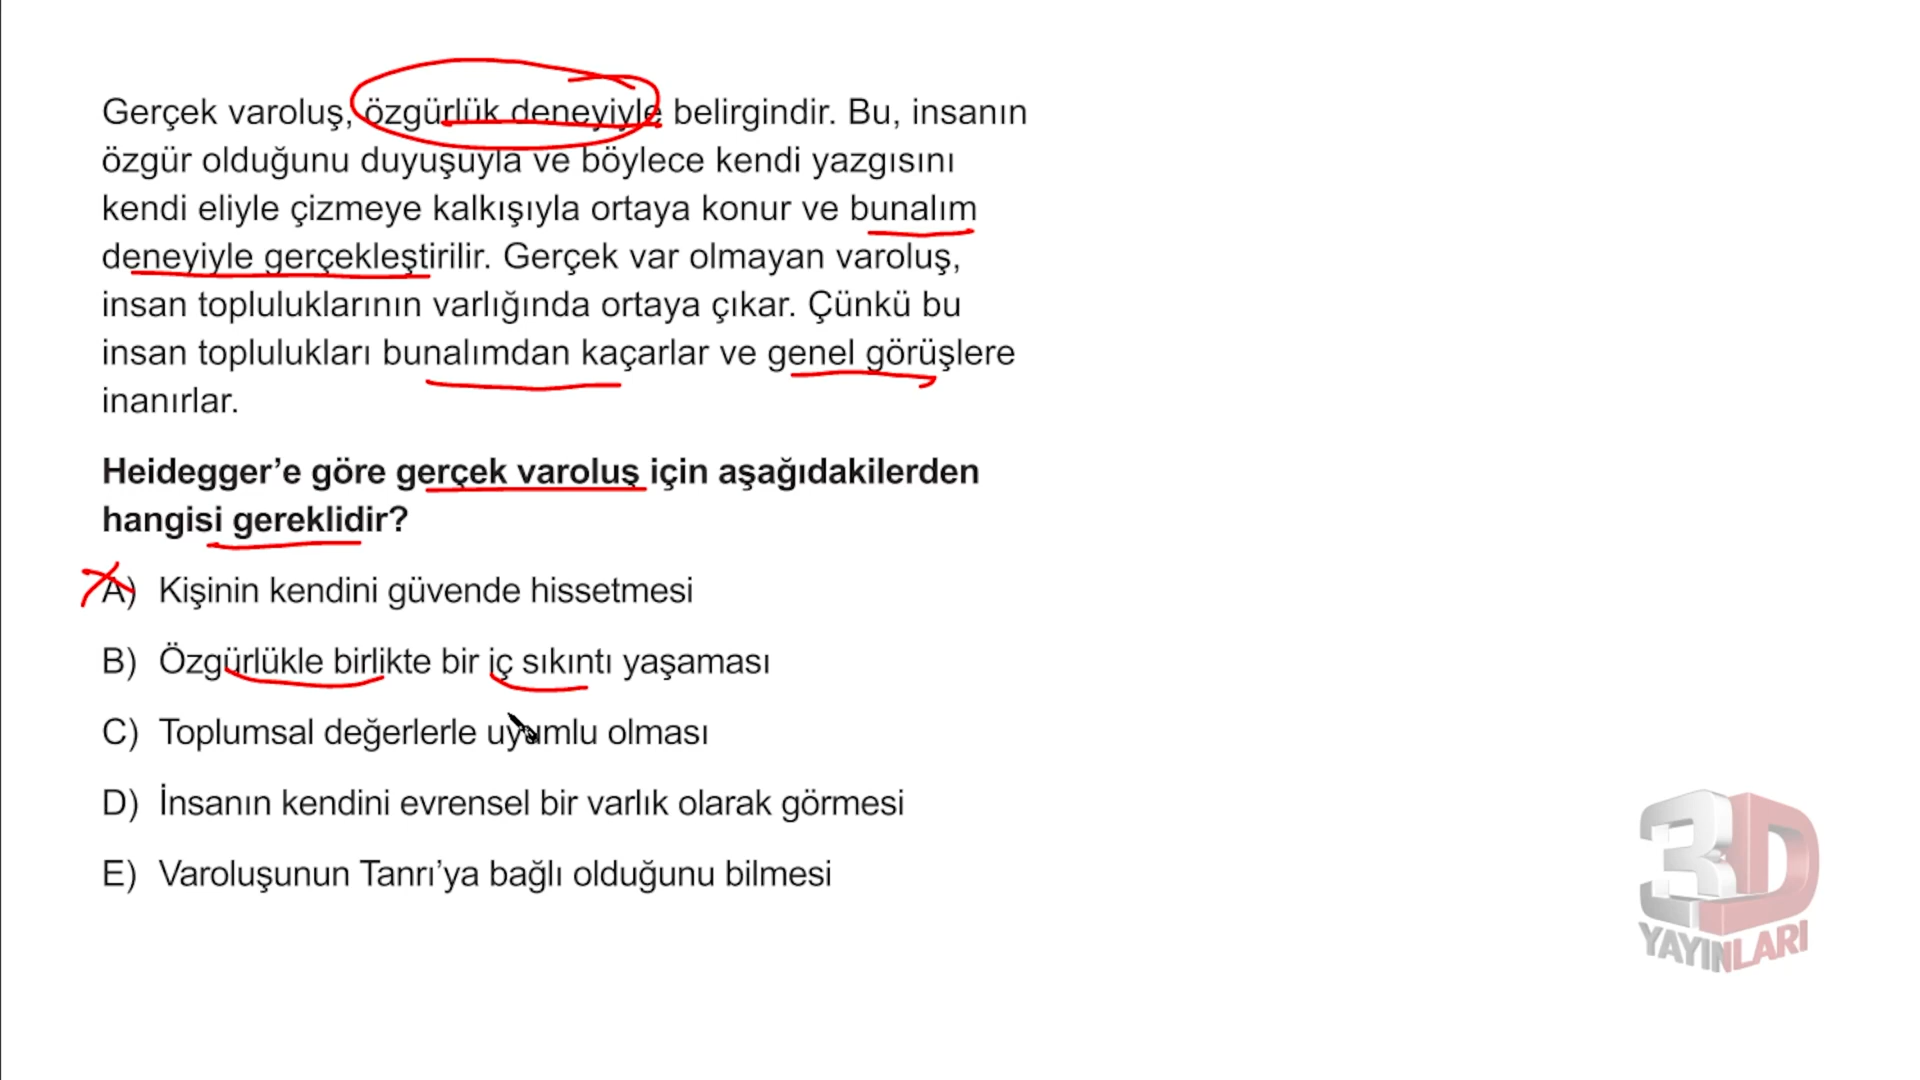 Gerçek varoluş, özgürlük deneyiyle belirgindir. Bu, insanın
özgür olduğunu duyuşuyla ve böylece kendi yazgısını
kendi eliyle çizmeye kalkışıyla ortaya konur ve bunalım
deneyiyle gerçekleştirilir. Gerçek var olmayan varoluş,
insan topluluklarının varlığında ortaya çıkar. Çünkü bu
insan toplulukları bunalımdan kaçarlar ve genel görüşlere
inanırlar.
Heidegger’e göre gerçek varoluş için aşağıdakilerden
hangisi gereklidir?
A) Kişinin kendini güvende hissetmesi
B) Özgürlükle birlikte bir iç sıkıntı yaşaması
C) Toplumsal değerlerle uyumlu olması
D) İnsanın kendini evrensel bir varlık olarak görmesi
E) Varoluşunun Tanrı’ya bağlı olduğunu bilmesi
3D
YAYINLARI